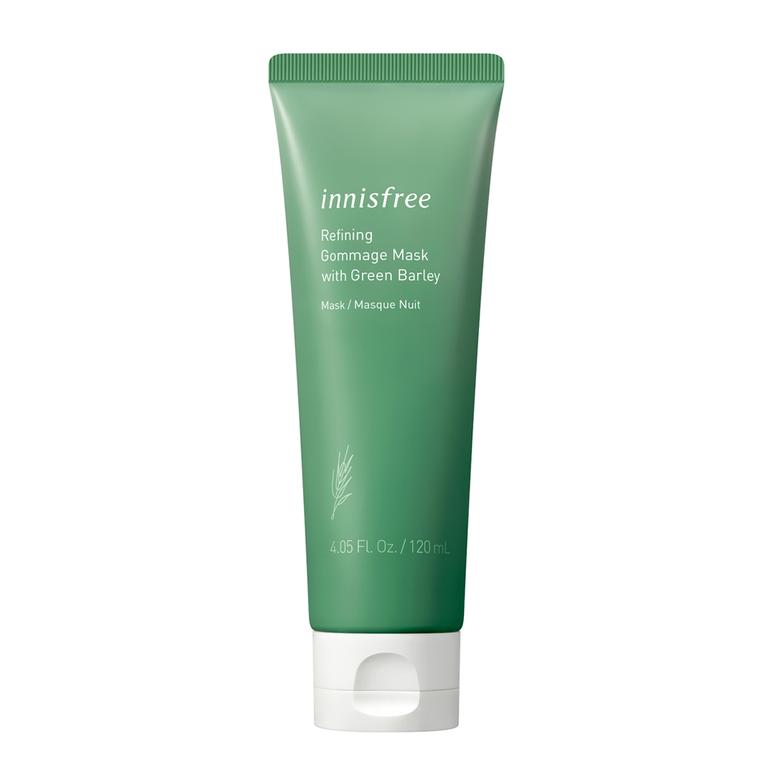 innisfree
Refining
Gommage Mask
with Green Barley
Mask / Masque Nuit
4.05 Fl. Oz. / 120 mL